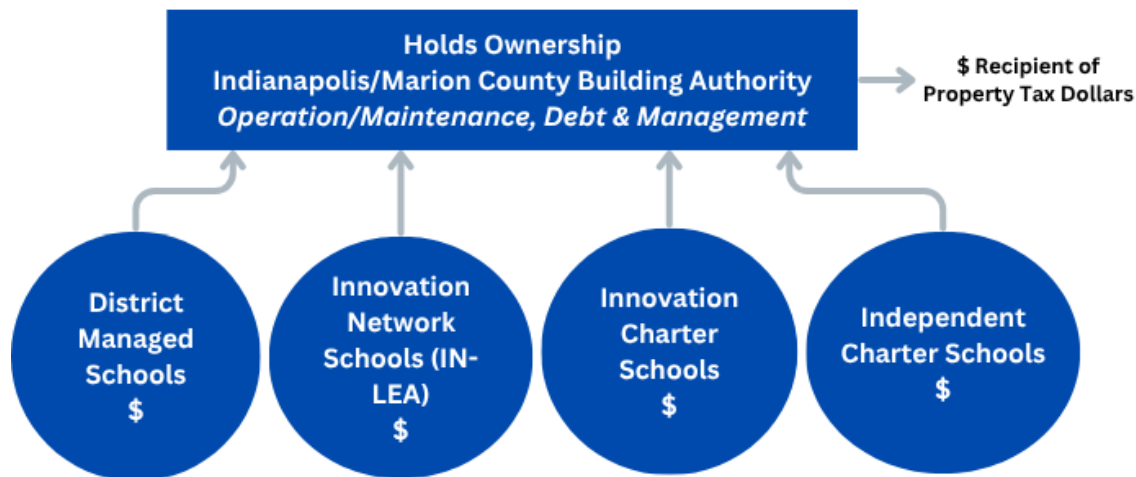 Holds Ownership
Indianapolis/Marion County Building Authority
Operation/Maintenance, Debt & Management
$ Recipient of
Property Tax Dollars
District
Managed
Schools
$
Innovation
Network
Schools (IN-
LEA)
$
Innovation
Charter
Schools
$
Independent
Charter Schools
$